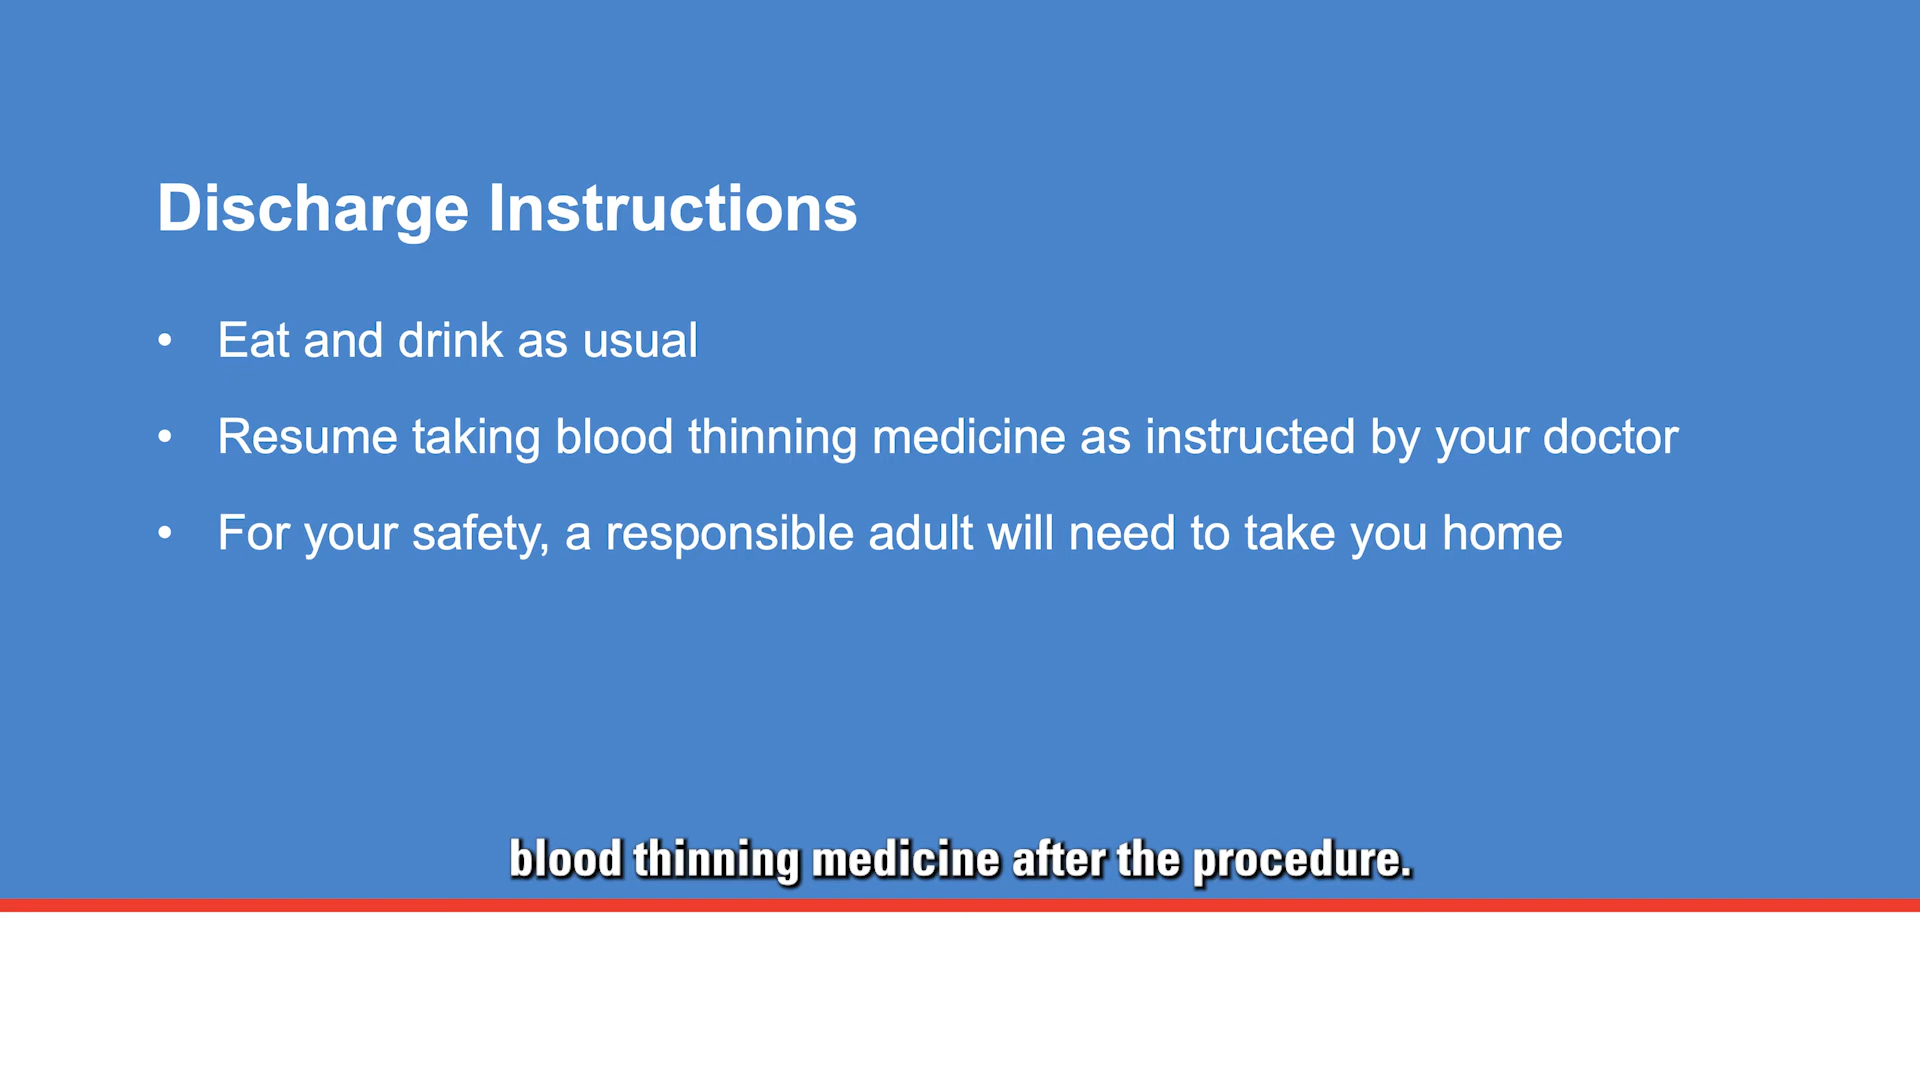 Discharge Instructions
• Eat and drink as usual
• Resume taking blood thinning medicine as instructed by your doctor
• For your safety, a responsible adult will need to take you home
blood thinning medicine after the procedure.